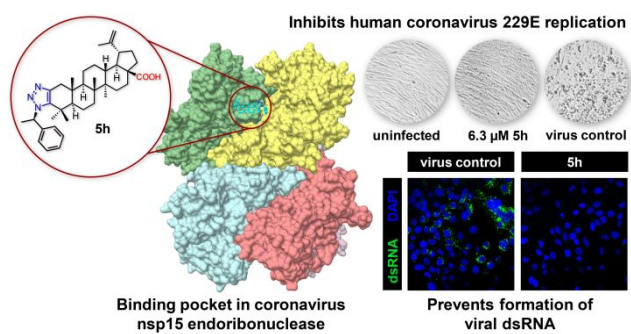 Inhibits human coronavirus 229E replication
H
COOH
H
H
N
N
N
H
5h
uninfected
6.3 µM 5h
virus control
virus control
5h
dsRNA DAPI
Binding pocket in coronavirus
nsp15 endoribonuclease
Prevents formation of
viral dsRNA